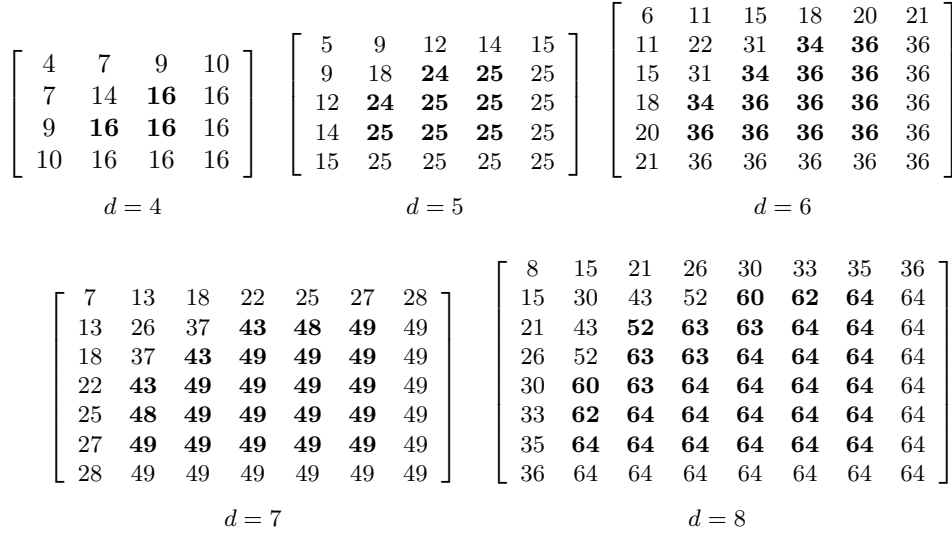 4 7 9 10
7 14 16 16
9 16 16 16
10 16 16 16
d = 4
5 9 12 14 15
9 18 24 25 25
12 24 25 25 25
14 25 25 25 25
15 25 25 25 25
d = 5
6 11 15 18 20 21
11 22 31 34 36 36
15 31 34 36 36 36
18 34 36 36 36 36
20 36 36 36 36 36
21 36 36 36 36 36
d = 6
7 13 18 22 25 27 28
13 26 37 43 48 49 49
18 37 43 49 49 49 49
22 43 49 49 49 49 49
25 48 49 49 49 49 49
27 49 49 49 49 49 49
28 49 49 49 49 49 49
d = 7
8 15 21 26 30 33 35 36
15 30 43 52 60 62 64 64
21 43 52 63 63 64 64 64
26 52 63 63 64 64 64 64
30 60 63 64 64 64 64 64
33 62 64 64 64 64 64 64
35 64 64 64 64 64 64 64
36 64 64 64 64 64 64 64
d = 8